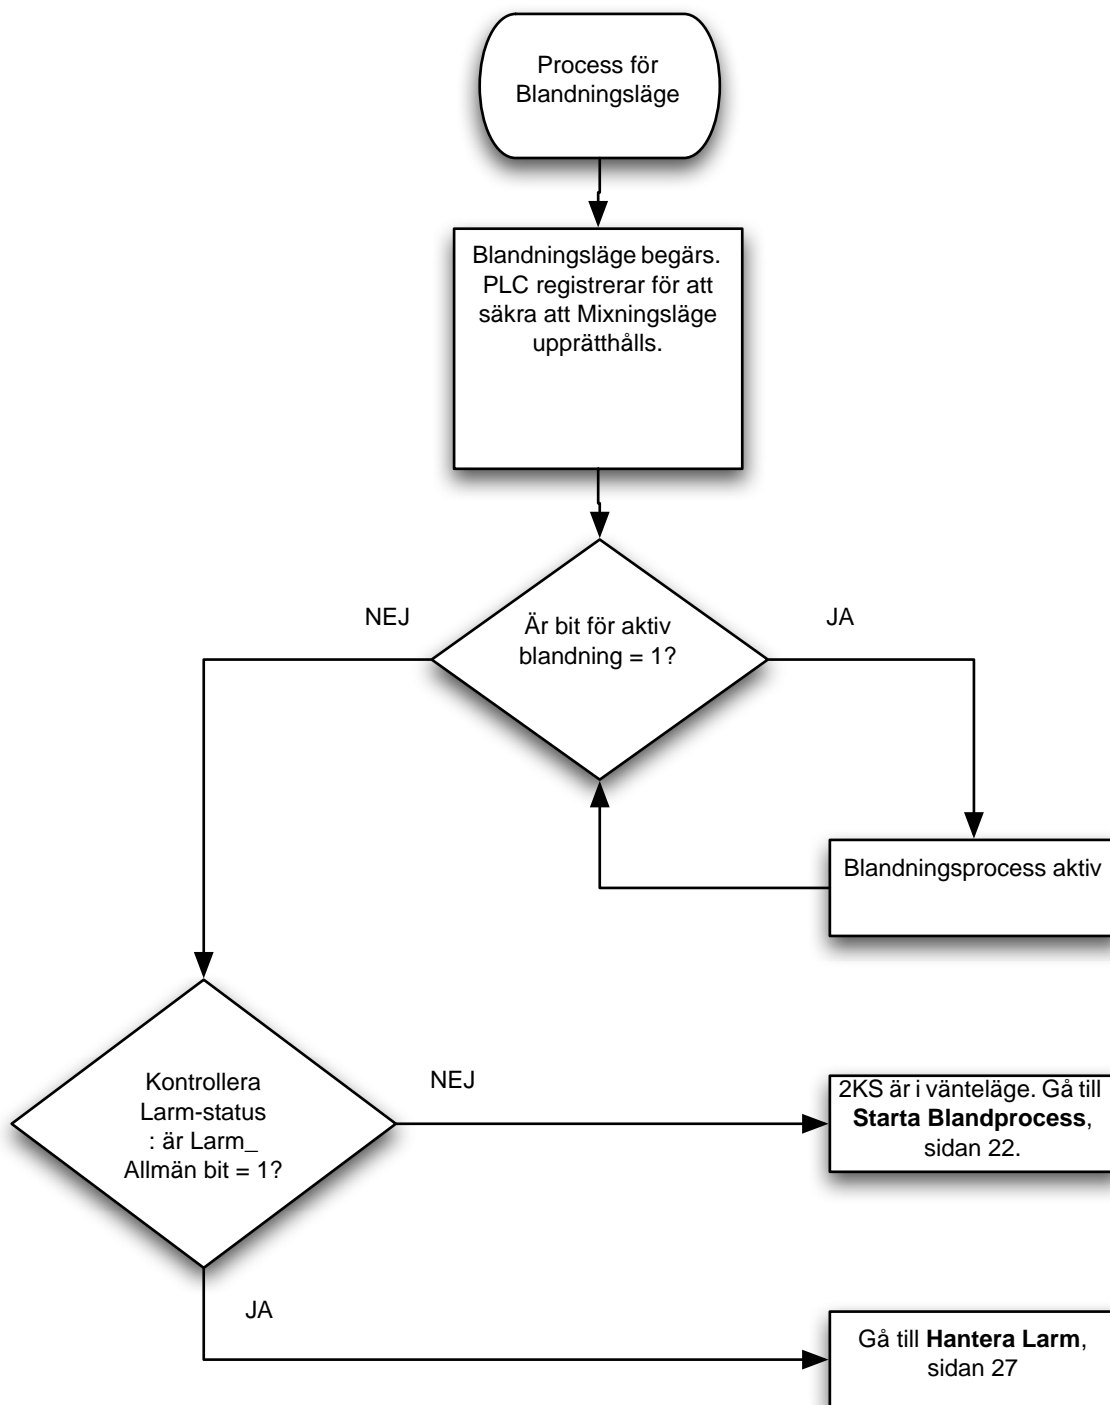 Process för
Blandningsläge
Blandningsläge begärs.
PLC registrerar för att
säkra att Mixningsläge
upprätthålls.
NEJ
JA
Är bit för aktiv
blandning = 1?
Blandningsprocess aktiv
Kontrollera
Larm-status
: är Larm_
Allmän bit = 1?
NEJ
2KS är i vänteläge. Gå till
Starta Blandprocess,
sidan 22.
JA
Gå till Hantera Larm,
sidan 27